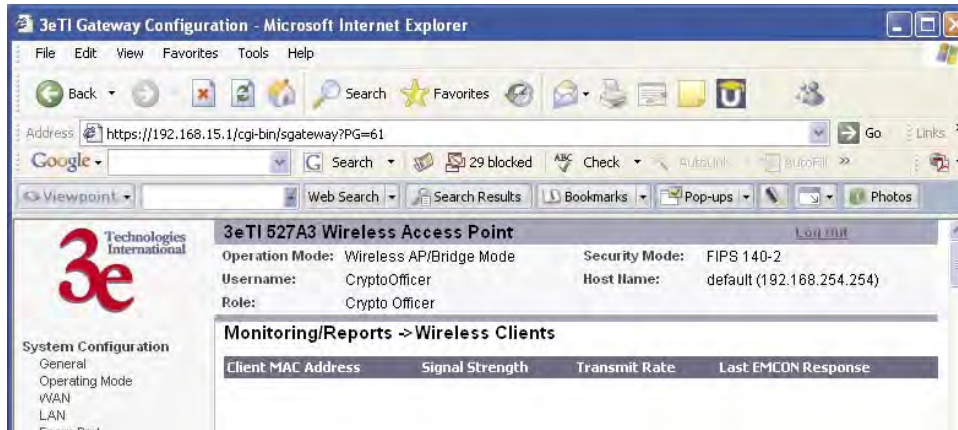 3eTI Gateway Configuration - Microsoft Internet Explorer
File Edit View Favorites Tools Help
Back Search Favorites
Address https://192.168.15.1/cgi-bin/sgateway?PG=61 Go Links
Google Search 29 blocked ABC Check AutoLink AutoFill
Viewpoint Web Search Search Results Bookmarks Pop-ups Photos
3e Technologies International
3eTI 527A3 Wireless Access Point Log out
Operation Mode: Wireless AP/Bridge Mode Security Mode: FIPS 140-2
Username: CryptoOfficer Host Name: default (192.168.254.254)
Role: Crypto Officer
Monitoring/Reports -> Wireless Clients
Client MAC Address Signal Strength Transmit Rate Last EMCON Response
System Configuration
General
Operating Mode
WAN
LAN